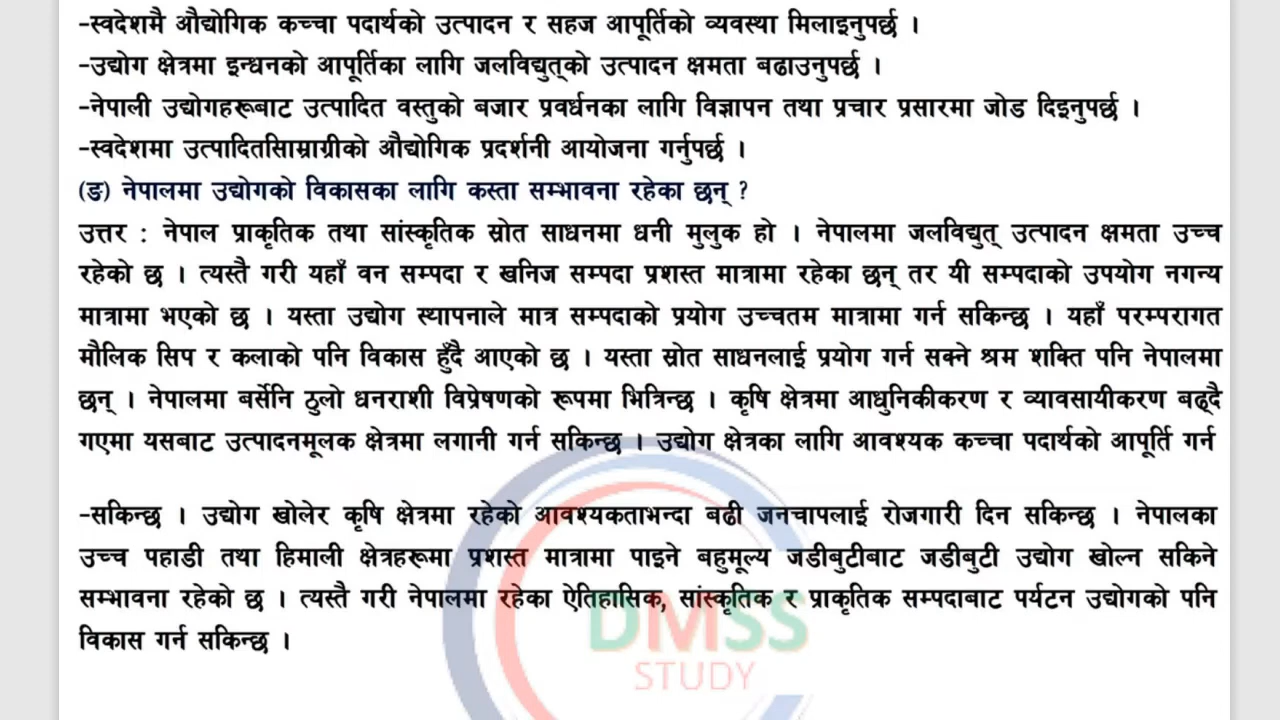 -स्वदेशमै औद्योगिक कच्चा पदार्थको उत्पादन र सहज आपूर्तिको व्यवस्था मिलाइनुपर्छ ।
-उद्योग क्षेत्रमा इन्धनको आपूर्तिका लागि जलविद्युत्को उत्पादन क्षमता बढाउनुपर्छ ।
-नेपाली उद्योगहरूबाट उत्पादित वस्तुको बजार प्रवर्धनका लागि विज्ञापन तथा प्रचार प्रसारमा जोड दिइनुपर्छ ।
-स्वदेशमा उत्पादितसािम्राग्रीको औद्योगिक प्रदर्शनी आयोजना गर्नुपर्छ ।
(ङ) नेपालमा उद्योगको विकासका लागि कस्ता सम्भावना रहेका छन् ?
उत्तर : नेपाल प्राकृतिक तथा सांस्कृतिक स्रोत साधनमा धनी मुलुक हो । नेपालमा जलविद्युत् उत्पादन क्षमता उच्च
रहेको छ । त्यस्तै गरी यहाँ वन सम्पदा र खनिज सम्पदा प्रशस्त मात्रामा रहेका छन् तर यी सम्पदाको उपयोग नगन्य
मात्रामा भएको छ । यस्ता उद्योग स्थापनाले मात्र सम्पदाको प्रयोग उच्चतम मात्रामा गर्न सकिन्छ । यहाँ परम्परागत
मौलिक सिप र कलाको पनि विकास हुँदै आएको छ । यस्ता स्रोत साधनलाई प्रयोग गर्न सक्ने श्रम शक्ति पनि नेपालमा
छन् । नेपालमा बर्सेनि ठुलो धनराशी विप्रेषणको रूपमा भित्रिन्छ । कृषि क्षेत्रमा आधुनिकीकरण र व्यावसायीकरण बढ्दै
गएमा यसबाट उत्पादनमूलक क्षेत्रमा लगानी गर्न सकिन्छ । उद्योग क्षेत्रका लागि आवश्यक कच्चा पदार्थको आपूर्ति गर्न
-सकिन्छ । उद्योग खोलेर कृषि क्षेत्रमा रहेको आवश्यकताभन्दा बढी जनचापलाई रोजगारी दिन सकिन्छ । नेपालका
उच्च पहाडी तथा हिमाली क्षेत्रहरूमा प्रशस्त मात्रामा पाइने बहुमूल्य जडीबुटीबाट जडीबुटी उद्योग खोल्न सकिने
सम्भावना रहेको छ । त्यस्तै गरी नेपालमा रहेका ऐतिहासिक, सांस्कृतिक र प्राकृतिक सम्पदाबाट पर्यटन उद्योगको पनि
विकास गर्न सकिन्छ ।
DMSS
STUDY